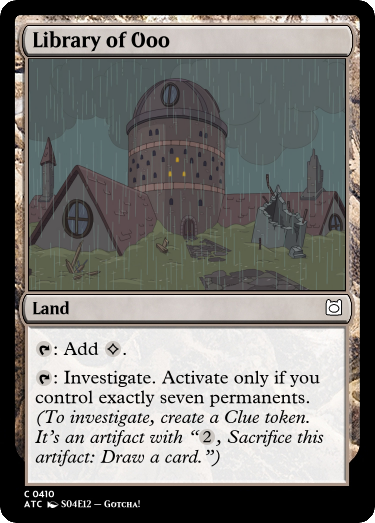 Library of Ooo
Land
: Add .
: Investigate. Activate only if you
control exactly seven permanents.
(To investigate, create a Clue token.
It's an artifact with “2, Sacrifice this
artifact: Draw a card.”)
C 0410
ATC S04E12 — Gotcha!